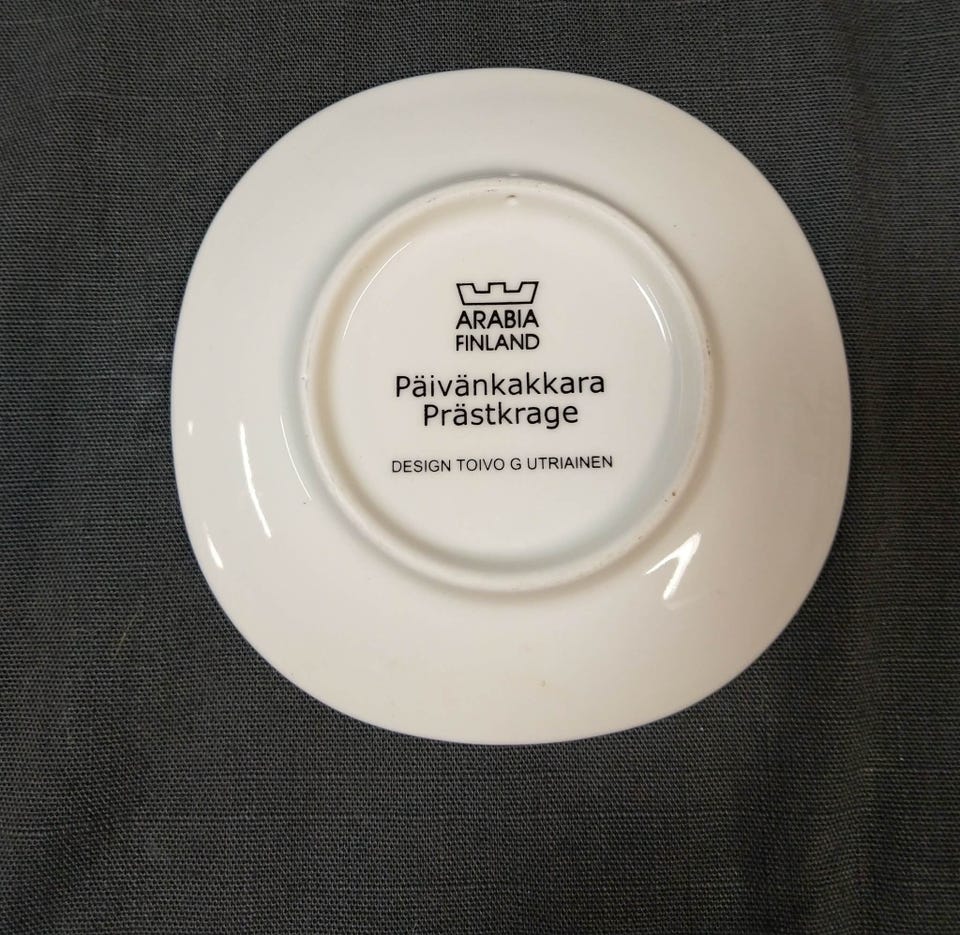 ARABIA
FINLAND
Päivänkakkara
Prästkrage
DESIGN TOIVO G UTRIAINEN